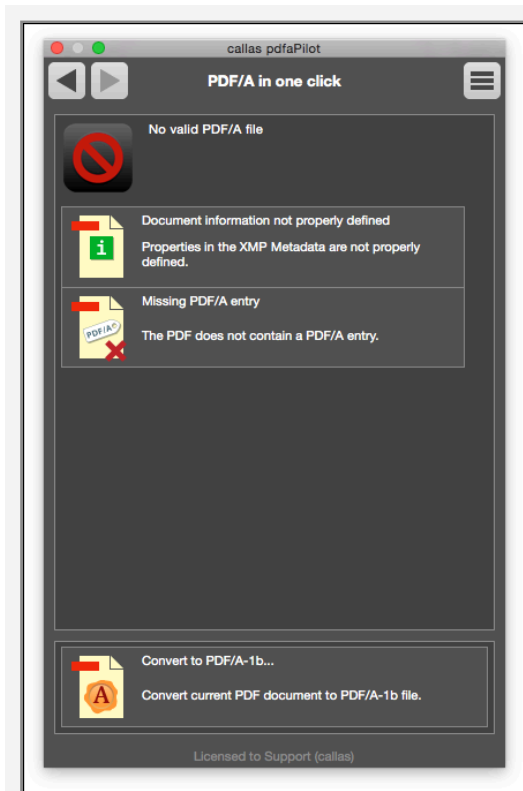 callas pdfaPilot
PDF/A in one click
No valid PDF/A file
Document information not properly defined
i
Properties in the XMP Metadata are not properly
defined.
Missing PDF/A entry
PDF/A
The PDF does not contain a PDF/A entry.
Convert to PDF/A-1b...
A
Convert current PDF document to PDF/A-1b file.
Licensed to Support (callas)